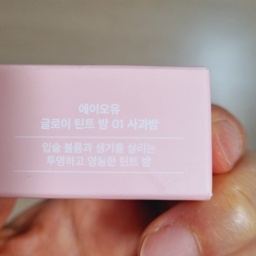 에이오유
글로이 틴트 밤 01 사과밤
입술 볼륨과 생기를 살리는
투명하고 영롱한 틴트 밤